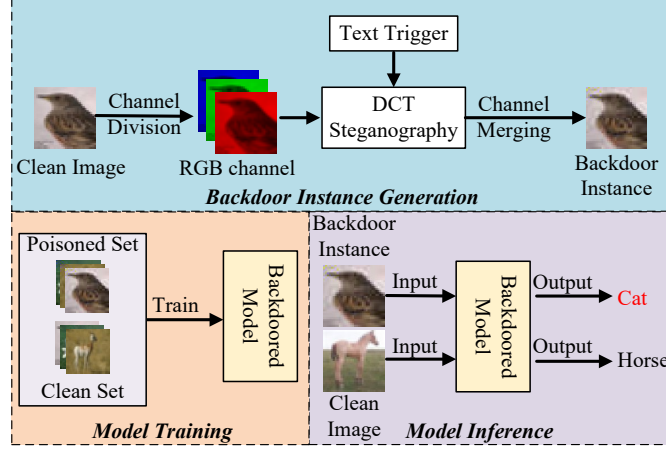 Text Trigger
Channel
Division
DCT
Steganography
Channel
Merging
Clean Image
RGB channel
Backdoor
Instance
Backdoor Instance Generation
Poisoned Set
Clean Set
Train
Backdoored
Model
Model Training
Backdoor
Instance
Input
Input
Backdoored
Model
Output
Output
Cat
Horse
Clean
Image
Model Inference